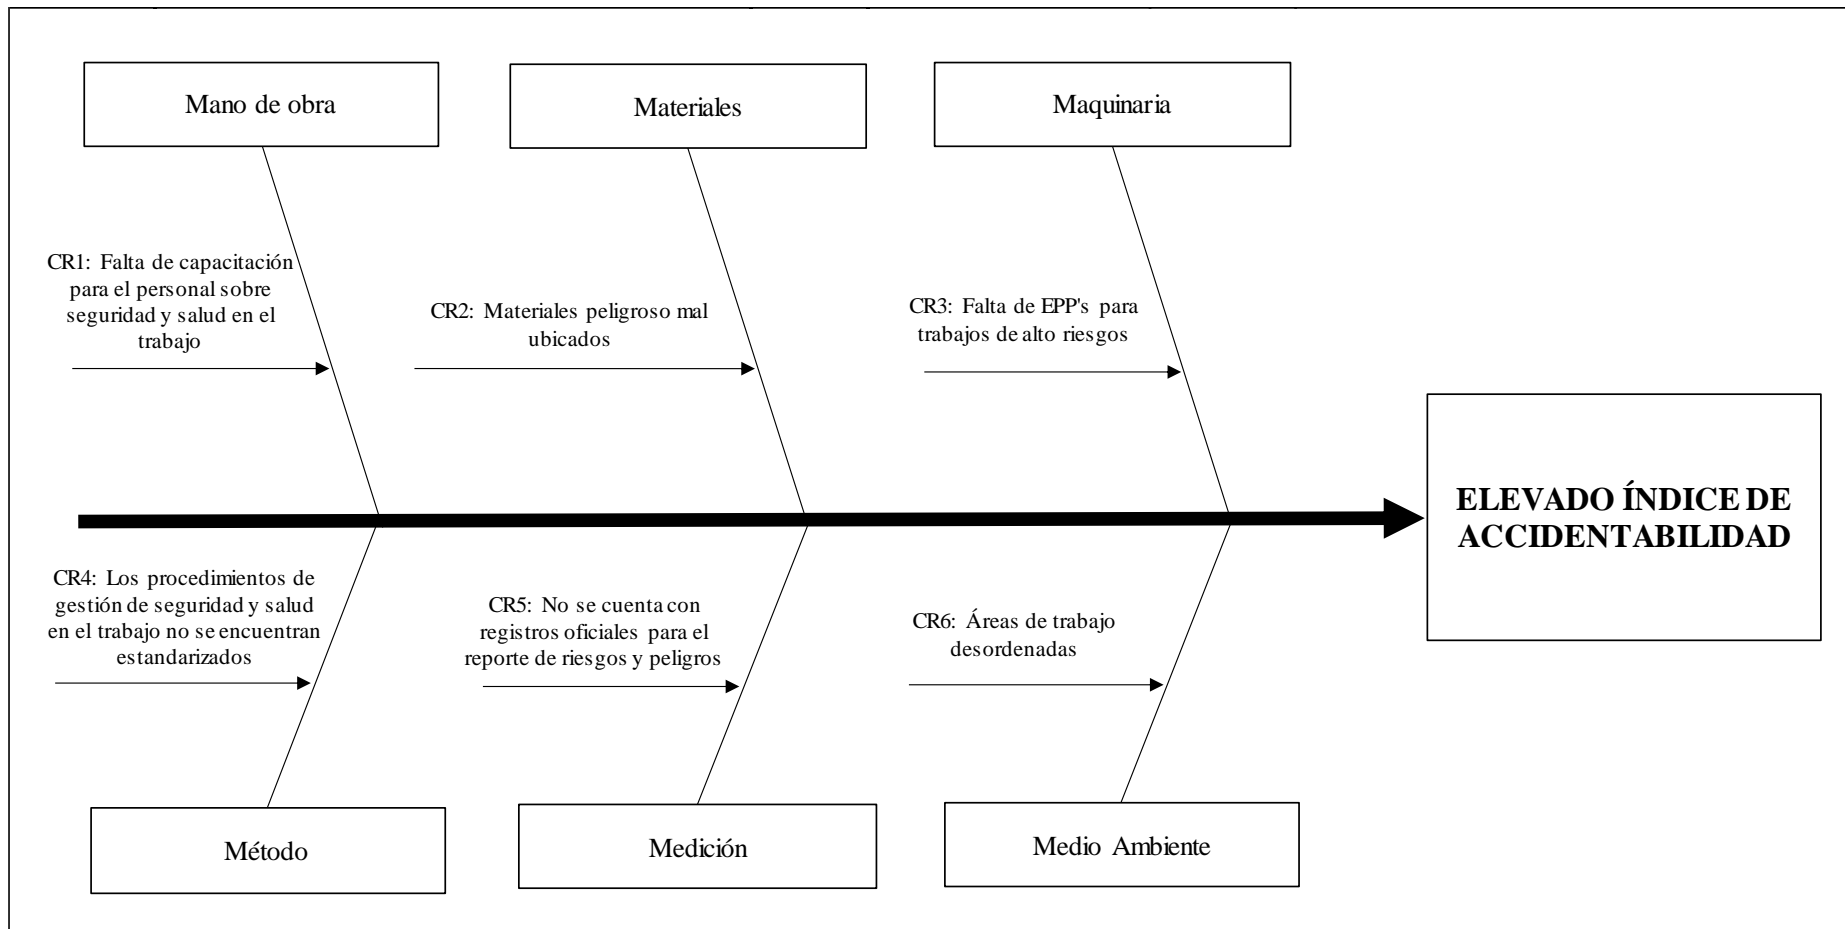 Mano de obra
Materiales
Maquinaria
CR1: Falta de capacitación
para el personal sobre
seguridad y salud en el
trabajo
CR2: Materiales peligroso mal
ubicados
CR3: Falta de EPP's para
trabajos de alto riesgos
ELEVADO ÍNDICE DE
ACCIDENTABILIDAD
CR4: Los procedimientos de
gestión de seguridad y salud
en el trabajo no se encuentran
estandarizados
CR5: No se cuenta con
registros oficiales para el
reporte de riesgos y peligros
CR6: Áreas de trabajo
desordenadas
Método
Medición
Medio Ambiente